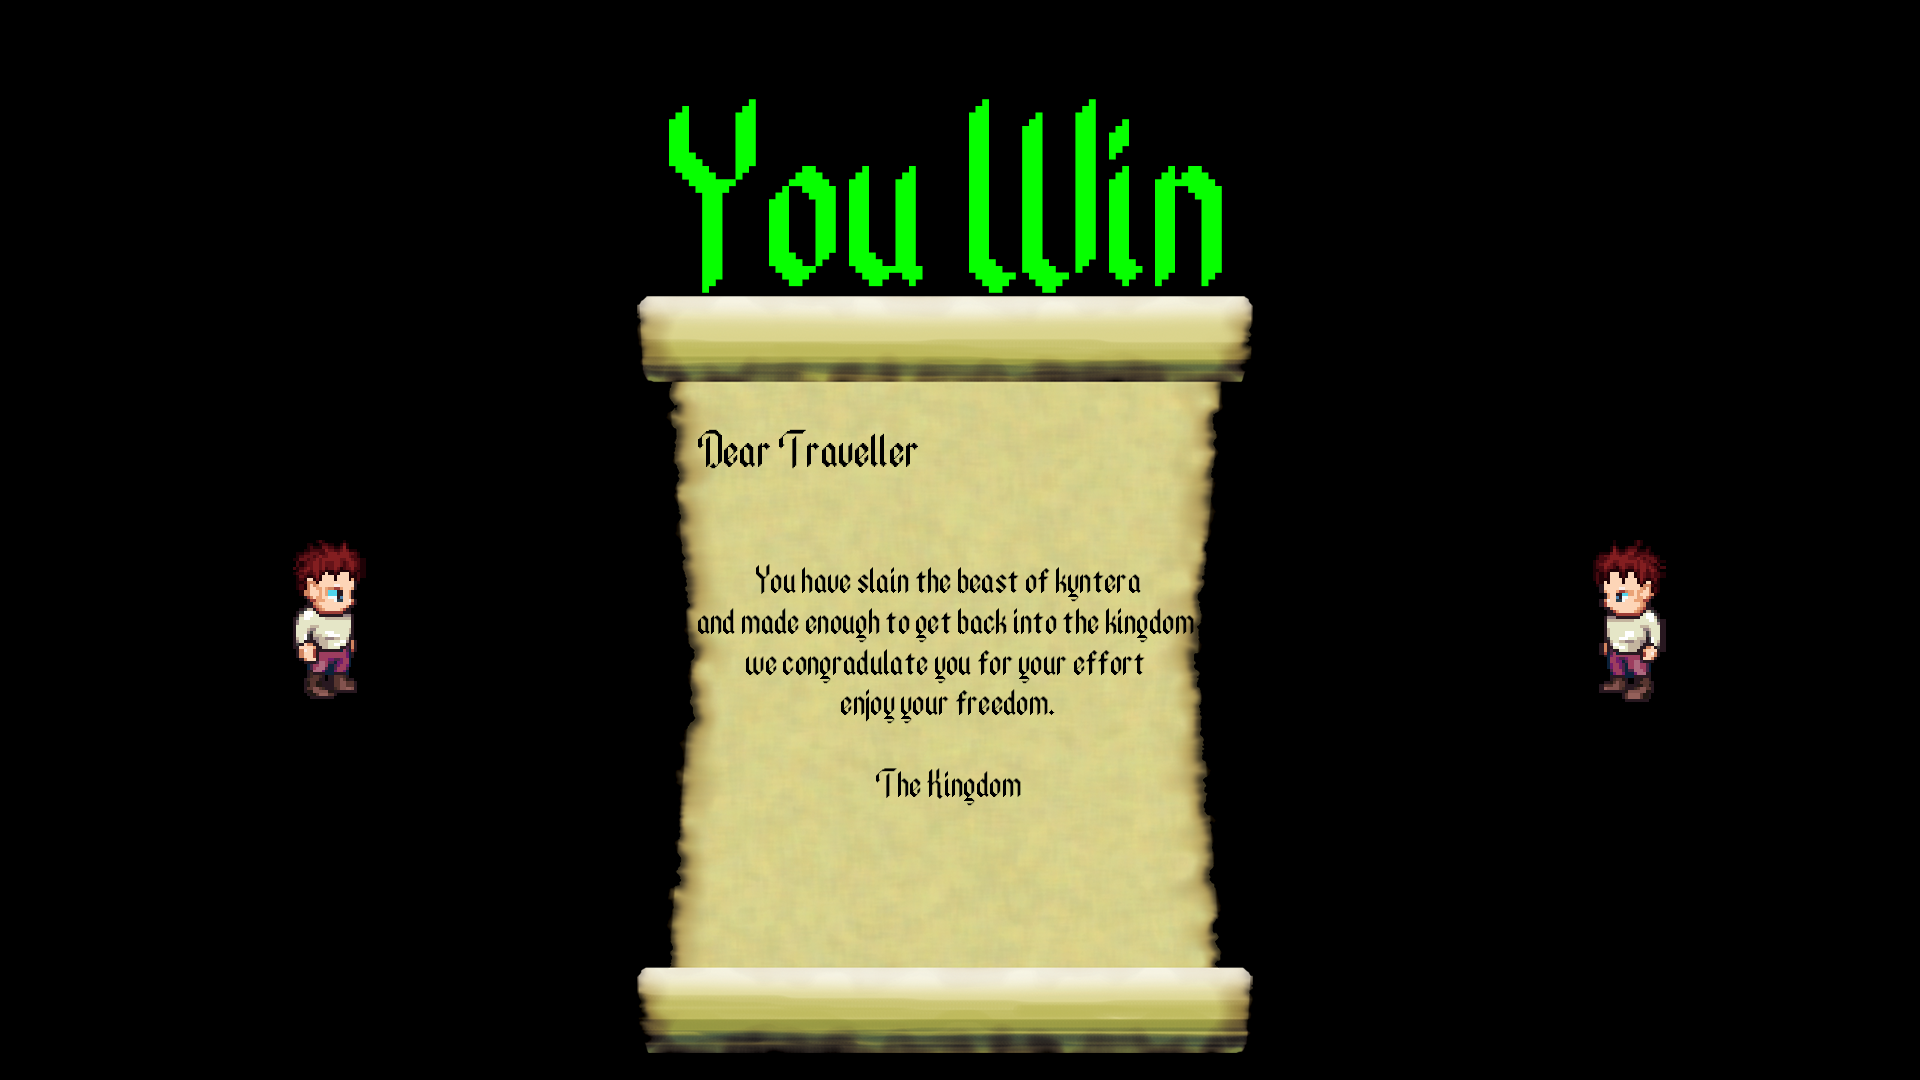 You Win
Dear Traveller
You have slain the beast of kyntera
and made enough to get back into the kingdom
we congradulate you for your effort
enjoy your freedom.
The Kingdom